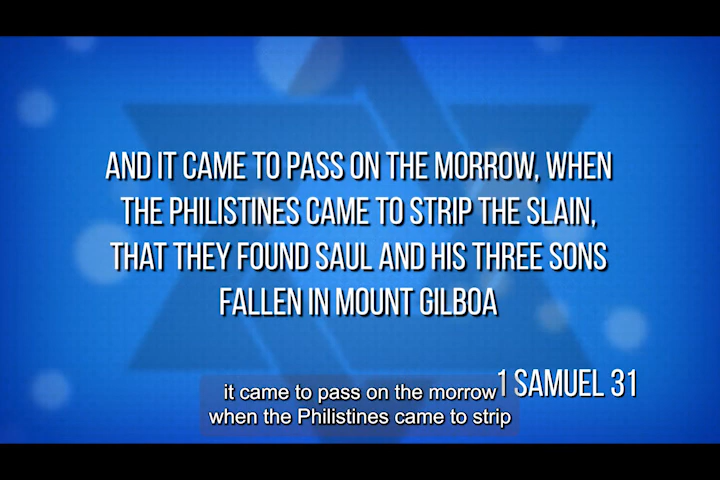 AND IT CAME TO PASS ON THE MORROW, WHEN
THE PHILISTINES CAME TO STRIP THE SLAIN,
THAT THEY FOUND SAUL AND HIS THREE SONS
FALLEN IN MOUNT GILBOA
1 SAMUEL 31
it came to pass on the morrow
when the Philistines came to strip